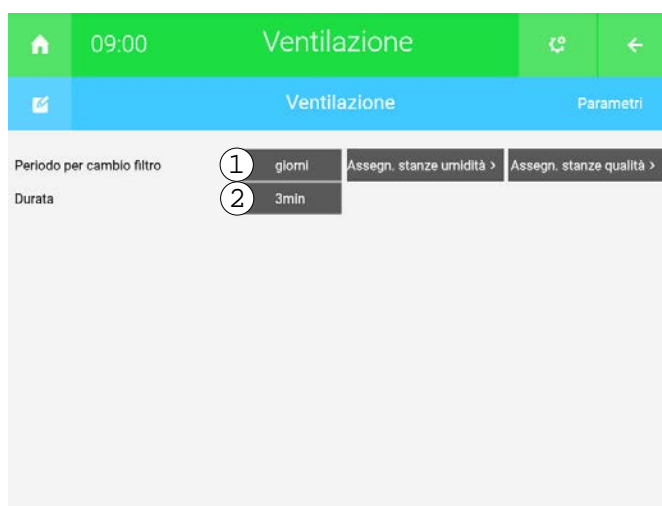 09:00 Ventilazione
Ventilazione Parametri
Periodo per cambio filtro 1 giorni Assegn. stanze umidità > Assegn. stanze qualità >
Durata 2 3min